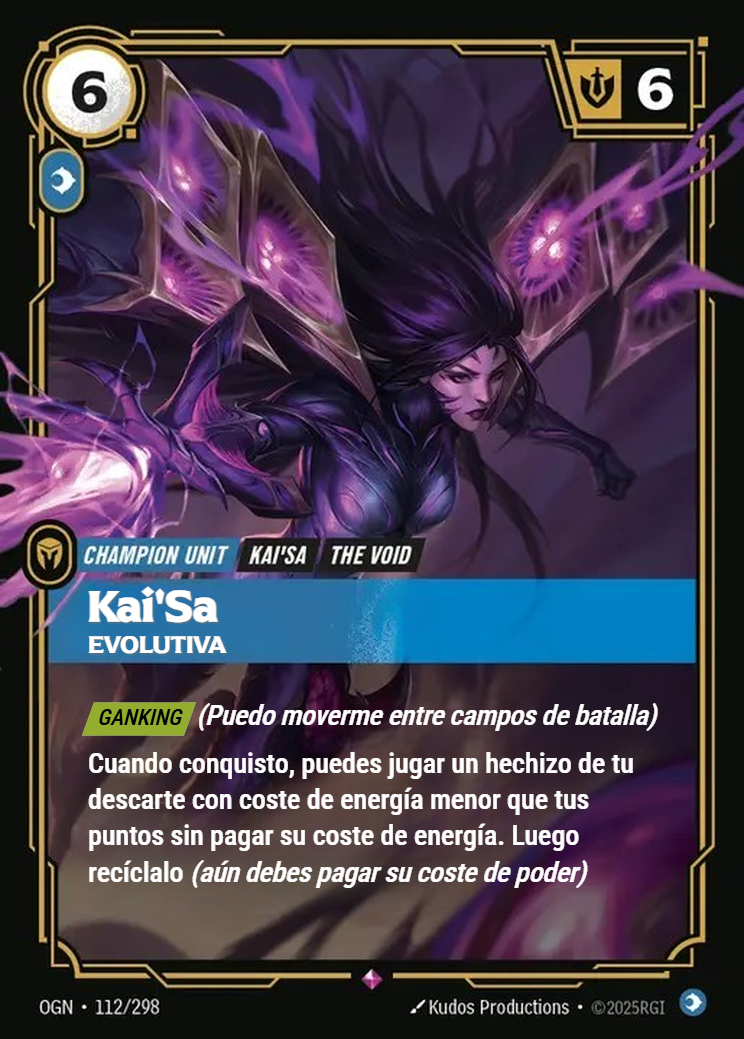 6
6
CHAMPION UNIT KAI'SA THE VOID
Kai'Sa
EVOLUTIVA
GANKING (Puedo moverme entre campos de batalla)
Cuando conquisto, puedes jugar un hechizo de tu
descarte con coste de energía menor que tus
puntos sin pagar su coste de energía. Luego
recíclalo (aún debes pagar su coste de poder)
OGN • 112/298
Kudos Productions • ©2025RGI